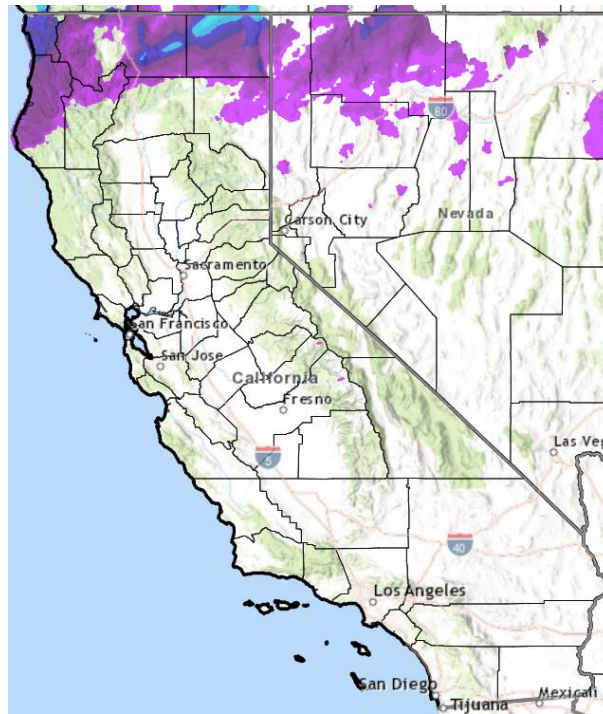 80
Carson City
Nevada
Sacramento
San Francisco
San Jose
California
Fresno
5
Las Veg
40
Los Angeles
San Diego
Tijuana
Mexicali